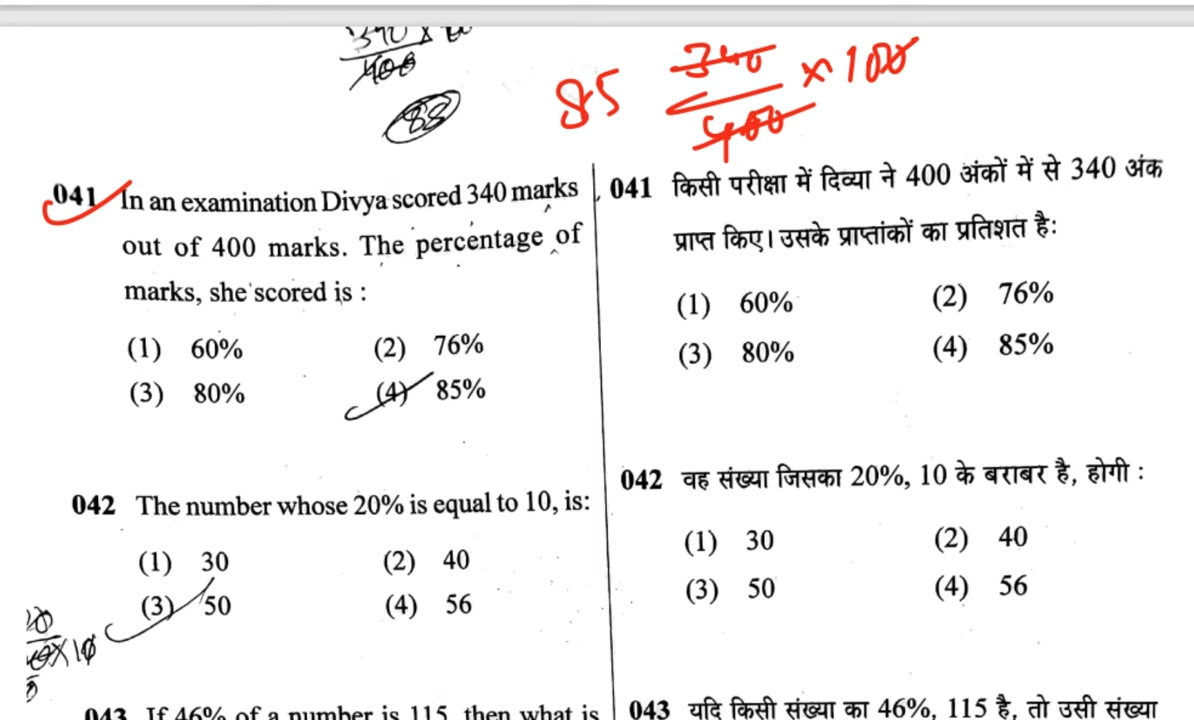 340 x
400
85
340 × 100
400
041 In an examination Divya scored 340 marks
out of 400 marks. The percentage of
marks, she scored is :
(1) 60% (2) 76%
(3) 80% (4) 85%
042 The number whose 20% is equal to 10, is:
(1) 30 (2) 40
(3) 50 (4) 56
043 If 46% of a number is 115, then what is
041 किसी परीक्षा में दिव्या ने 400 अंकों में से 340 अंक
प्राप्त किए। उसके प्राप्तांकों का प्रतिशत है:
(1) 60% (2) 76%
(3) 80% (4) 85%
042 वह संख्या जिसका 20%, 10 के बराबर है, होगी :
(1) 30 (2) 40
(3) 50 (4) 56
043 यदि किसी संख्या का 46%, 115 है, तो उसी संख्या